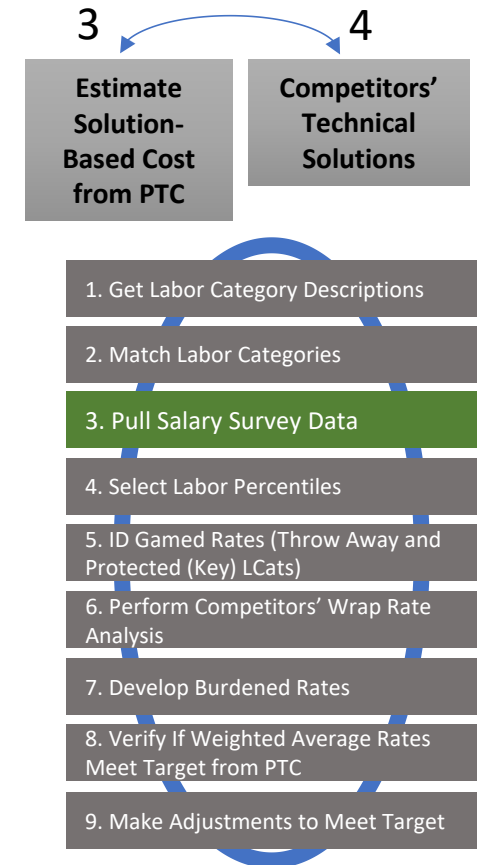 3
4
Estimate
Solution-
Based Cost
from PTC
Competitors’
Technical
Solutions
1. Get Labor Category Descriptions
2. Match Labor Categories
3. Pull Salary Survey Data
4. Select Labor Percentiles
5. ID Gamed Rates (Throw Away and
Protected (Key) LCats)
6. Perform Competitors’ Wrap Rate
Analysis
7. Develop Burdened Rates
8. Verify If Weighted Average Rates
Meet Target from PTC
9. Make Adjustments to Meet Target